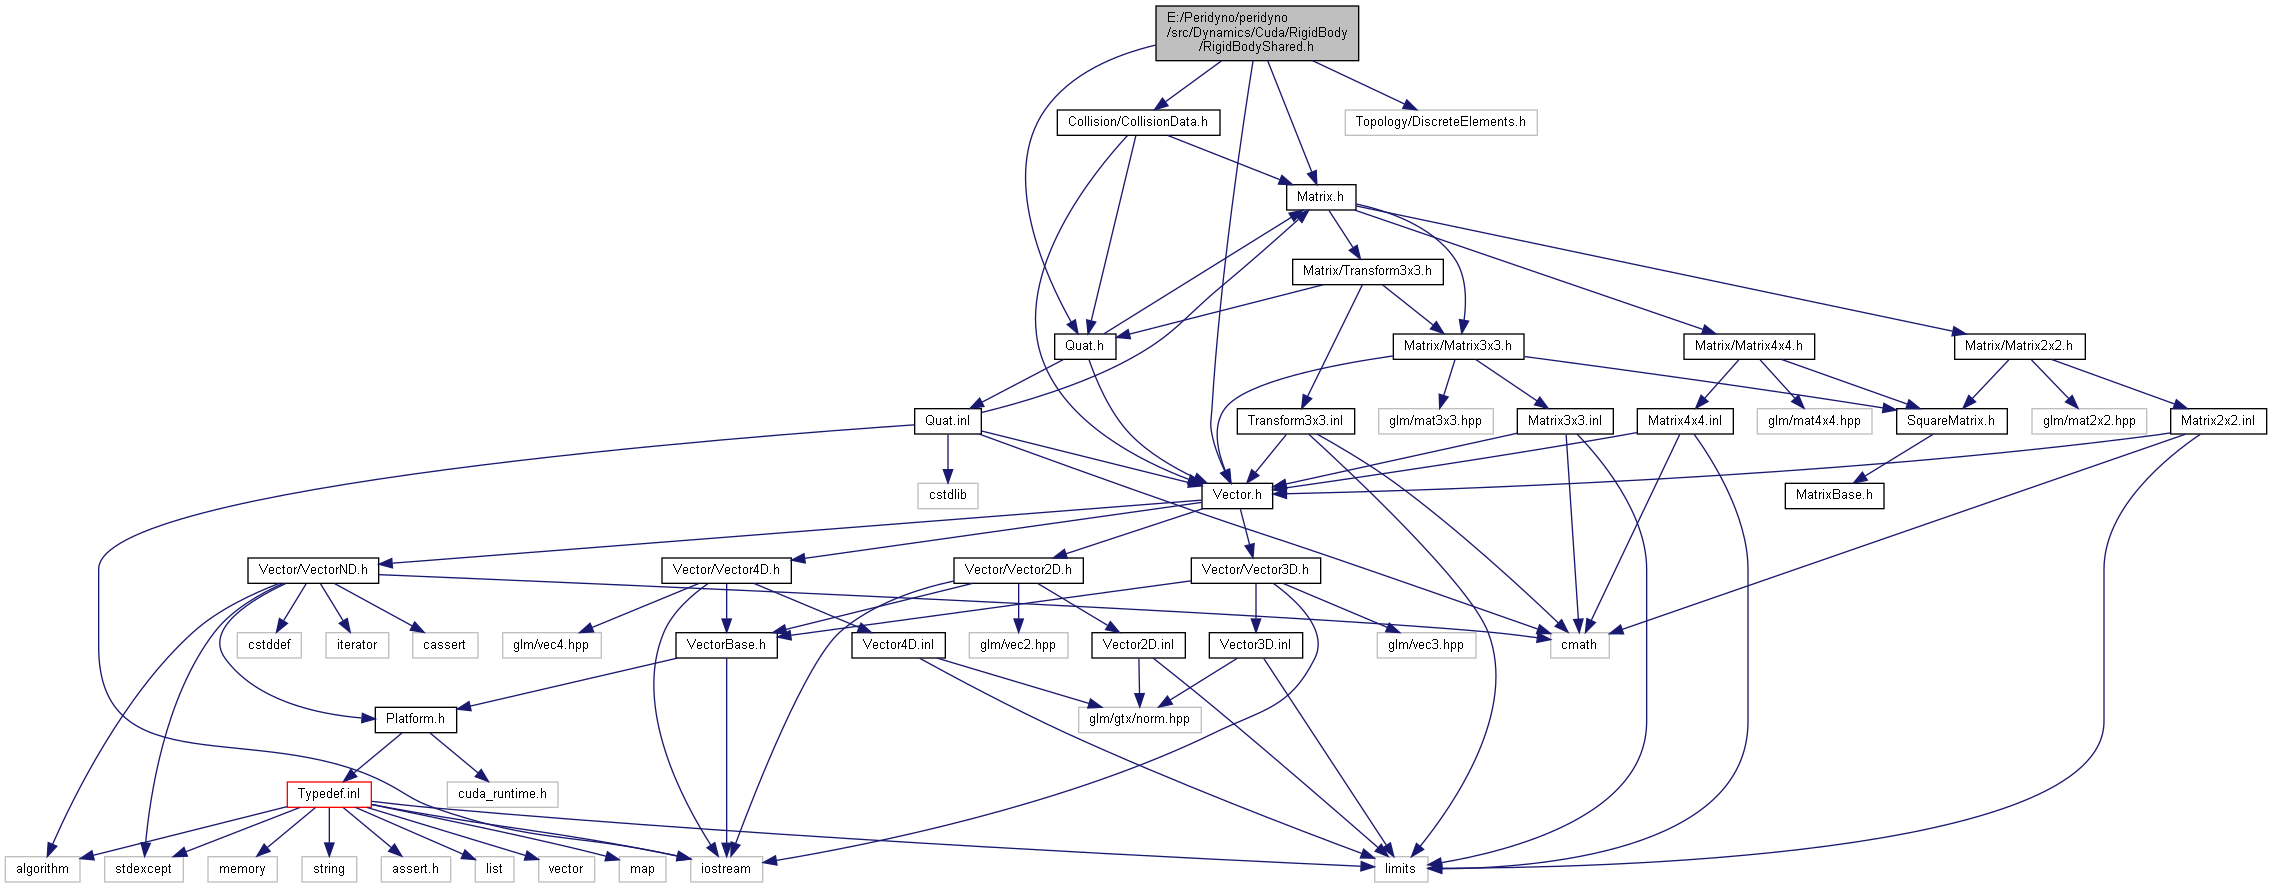 E:/Peridyno/peridyno
/src/Dynamics/Cuda/RigidBody
/RigidBodyShared.h
Collision/CollisionData.h
Topology/DiscreteElements.h
Matrix.h
Matrix/Transform3x3.h
Quat.h
Matrix/Matrix3x3.h
Matrix/Matrix4x4.h
Matrix/Matrix2x2.h
Quat.inl
Transform3x3.inl
glm/mat3x3.hpp
Matrix3x3.inl
Matrix4x4.inl
glm/mat4x4.hpp
SquareMatrix.h
glm/mat2x2.hpp
Matrix2x2.inl
cstdlib
Vector.h
MatrixBase.h
Vector/VectorND.h
Vector/Vector4D.h
Vector/Vector2D.h
Vector/Vector3D.h
cstddef
iterator
cassert
glm/vec4.hpp
VectorBase.h
Vector4D.inl
glm/vec2.hpp
Vector2D.inl
Vector3D.inl
glm/vec3.hpp
cmath
Platform.h
glm/gtx/norm.hpp
Typedef.inl
cuda_runtime.h
algorithm
stdexcept
memory
string
assert.h
list
vector
map
iostream
limits